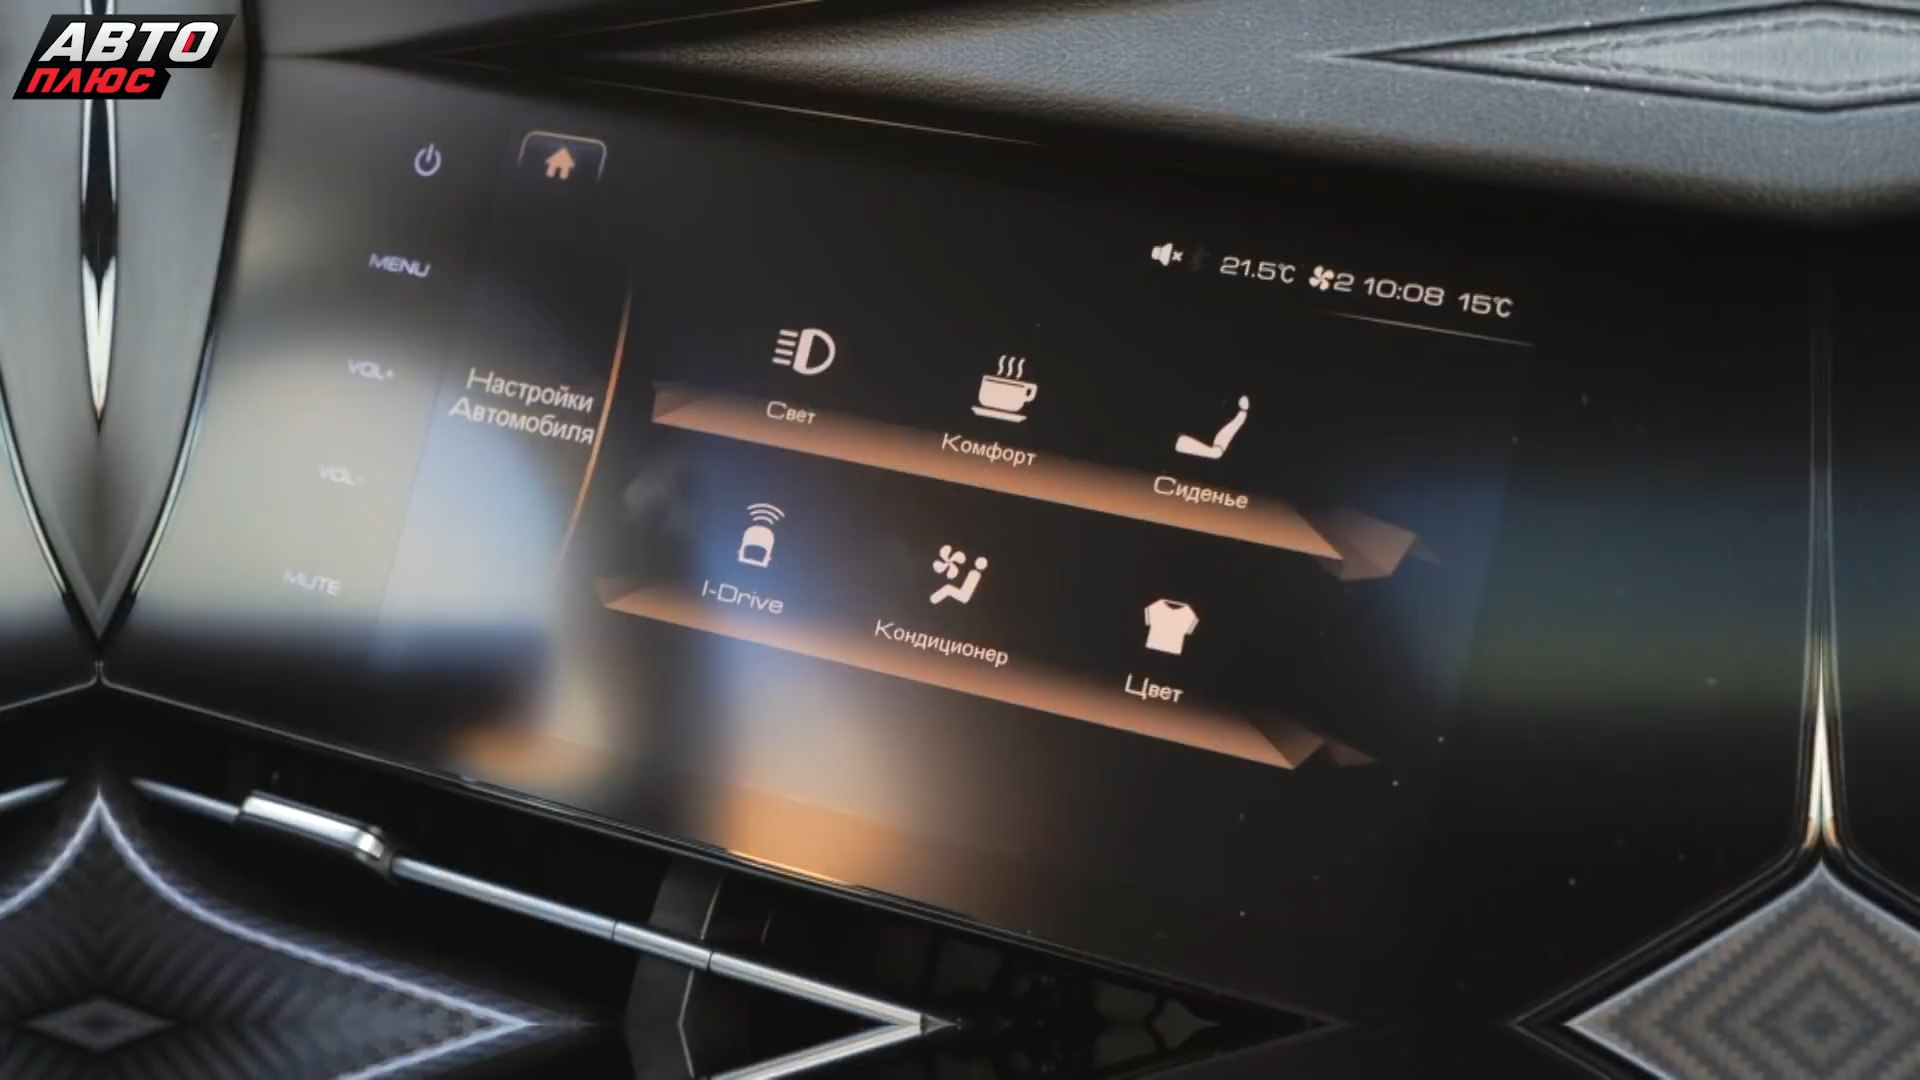 АВТО
ПЛЮС
MENU
VOL+
VOL-
MUTE
21.5℃ 2 10:08 15℃
Настройки
Автомобиля
Свет
Комфорт
Сиденье
I-Drive
Кондиционер
Цвет